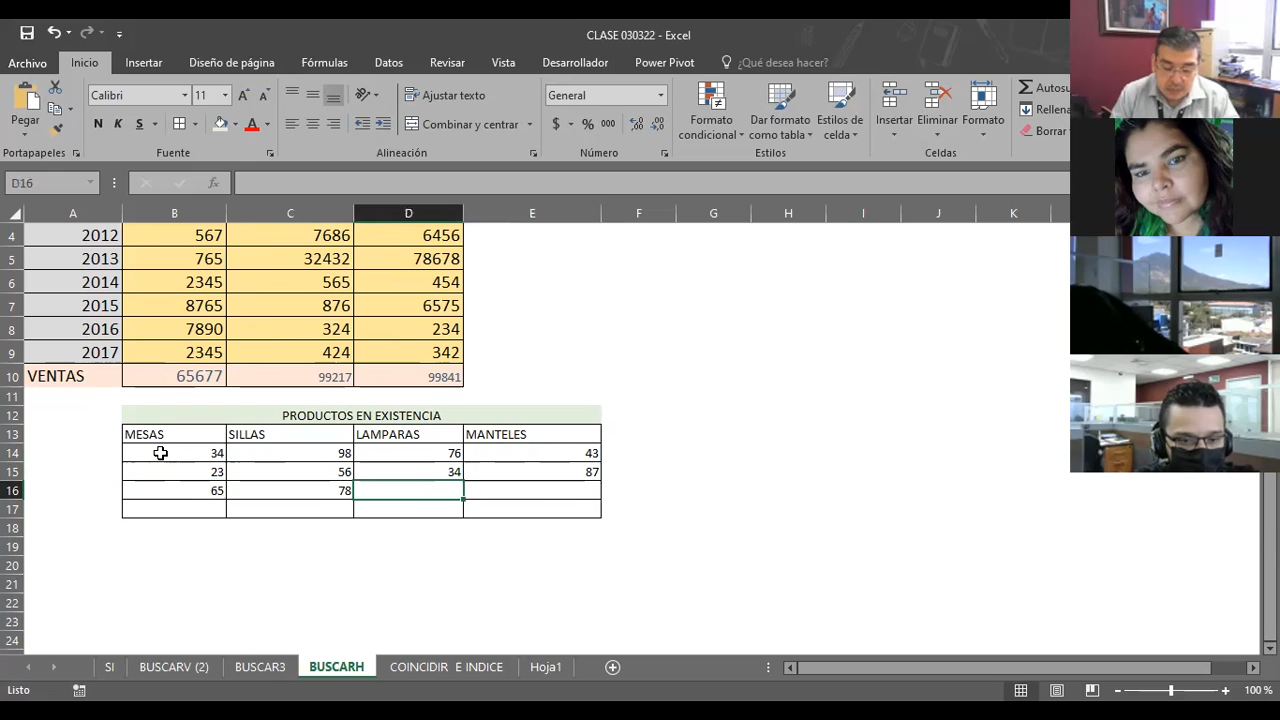 CLASE 030322 - Excel
Archivo Inicio Insertar Diseño de página Fórmulas Datos Revisar Vista Desarrollador Power Pivot ¿Qué desea hacer?
Calibri 11 A A Ajustar texto General Autosu
Pegar N K S A Combinar y centrar $ % 000 Formato condicional Dar formato como tabla Estilos de celda Insertar Eliminar Formato Rellena
Borrar
Portapapeles Fuente Alineación Número Estilos Celdas
D16 fx
A B C D E F G H I J K
4 2012 567 7686 6456
5 2013 765 32432 78678
6 2014 2345 565 454
7 2015 8765 876 6575
8 2016 7890 324 234
9 2017 2345 424 342
10 VENTAS 65677 99217 99841
11
12 PRODUCTOS EN EXISTENCIA
13 MESAS SILLAS LAMPARAS MANTELES
14 34 98 76 43
15 23 56 34 87
16 65 78
17
18
19
20
21
22
23
24
SI BUSCARV (2) BUSCAR3 BUSCARH COINCIDIR E INDICE Hoja1
Listo 100 %